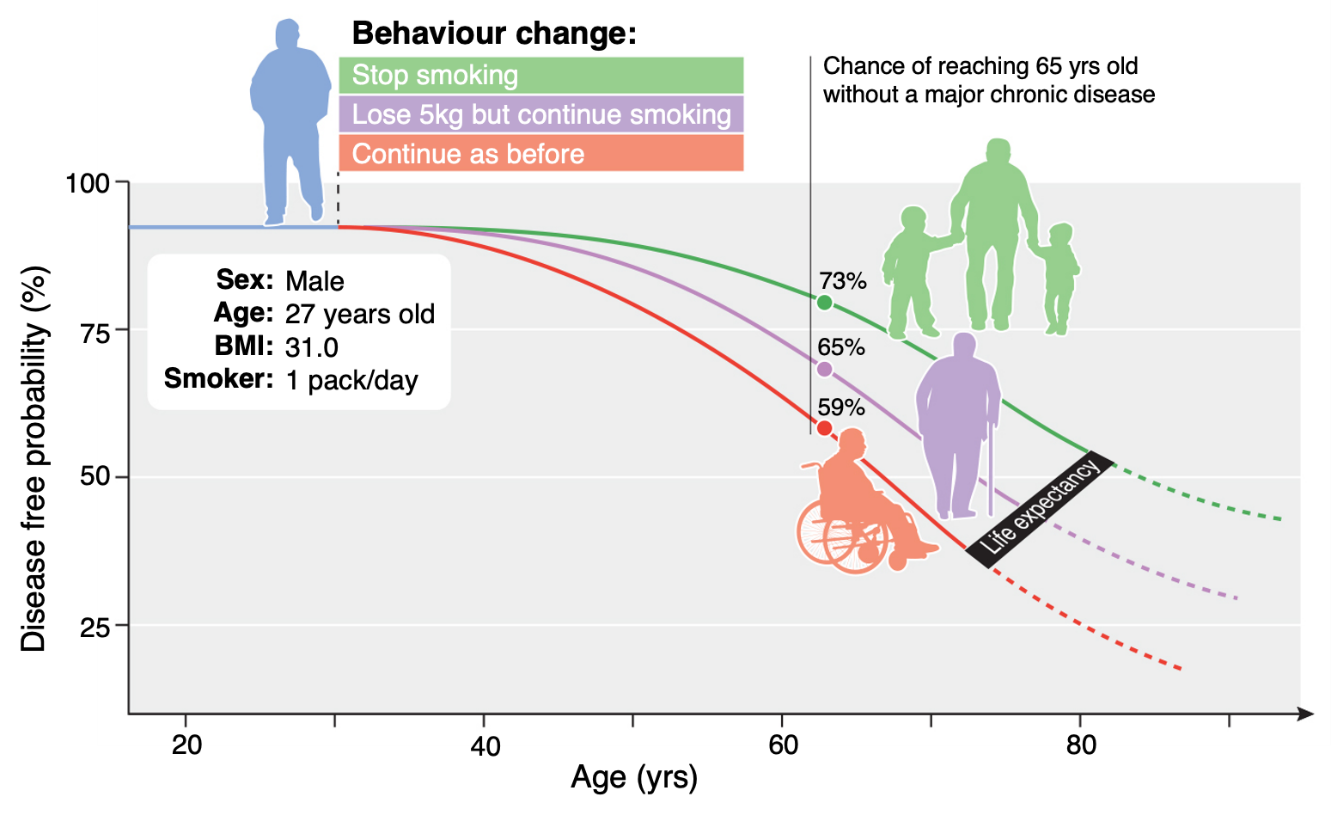 Behaviour change:
Stop smoking
Lose 5kg but continue smoking
Continue as before
Chance of reaching 65 yrs old
without a major chronic disease
100
75
50
25
Disease free probability (%)
Sex: Male
Age: 27 years old
BMI: 31.0
Smoker: 1 pack/day
73%
65%
59%
Life expectancy
20
40
60
80
Age (yrs)